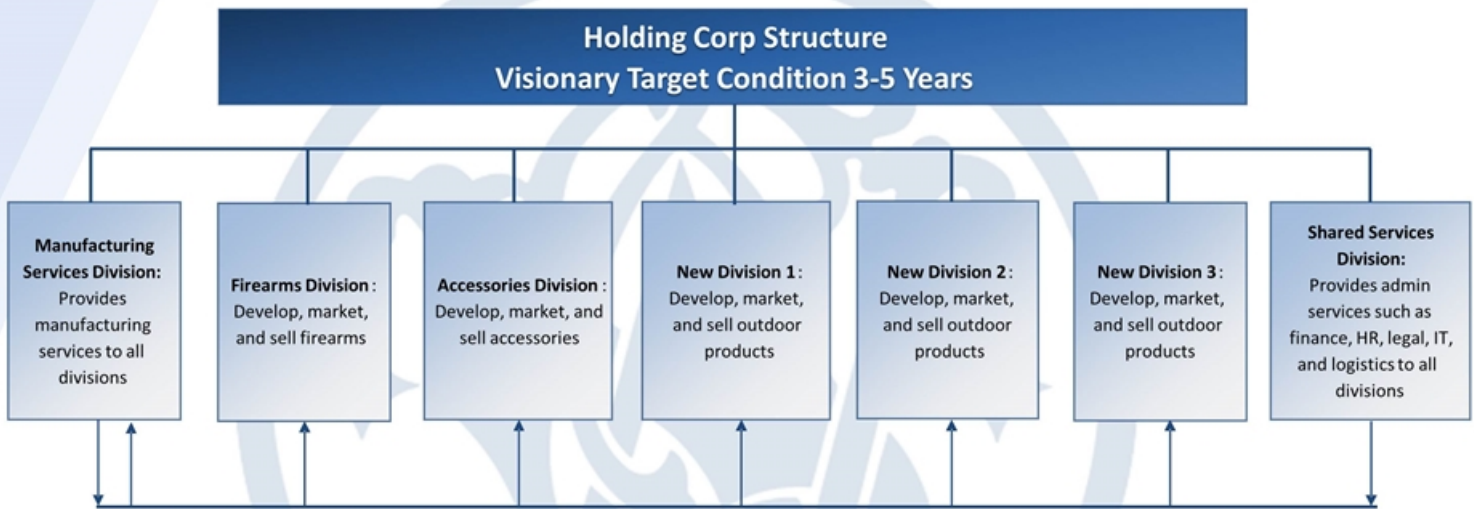 Holding Corp Structure
Visionary Target Condition 3-5 Years
Manufacturing
Services Division:
Provides
manufacturing
services to all
divisions
Firearms Division :
Develop, market,
and sell firearms
Accessories Division :
Develop, market, and
sell accessories
New Division 1 :
Develop, market,
and sell outdoor
products
New Division 2 :
Develop, market,
and sell outdoor
products
New Division 3 :
Develop, market,
and sell outdoor
products
Shared Services
Division:
Provides admin
services such as
finance, HR, legal, IT,
and logistics to all
divisions